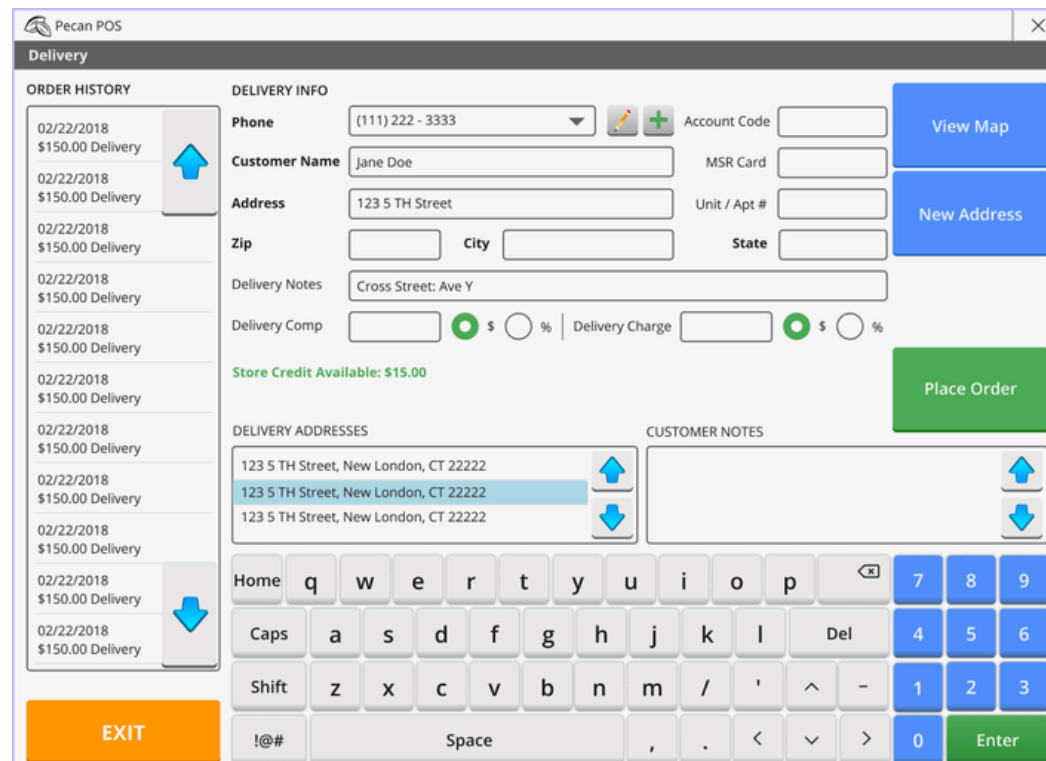 Pecan POS
Delivery
ORDER HISTORY
02/22/2018
$150.00 Delivery
02/22/2018
$150.00 Delivery
02/22/2018
$150.00 Delivery
02/22/2018
$150.00 Delivery
02/22/2018
$150.00 Delivery
02/22/2018
$150.00 Delivery
02/22/2018
$150.00 Delivery
02/22/2018
$150.00 Delivery
02/22/2018
$150.00 Delivery
02/22/2018
$150.00 Delivery
02/22/2018
$150.00 Delivery
EXIT
DELIVERY INFO
Phone (111) 222 - 3333 Account Code
Customer Name Jane Doe MSR Card
Address 123 5 TH Street Unit / Apt #
Zip City State
Delivery Notes Cross Street: Ave Y
Delivery Comp $ % Delivery Charge $ %
Store Credit Available: $15.00
View Map
New Address
Place Order
DELIVERY ADDRESSES
123 5 TH Street, New London, CT 22222
123 5 TH Street, New London, CT 22222
123 5 TH Street, New London, CT 22222
CUSTOMER NOTES
Home q w e r t y u i o p 7 8 9
Caps a s d f g h j k l Del 4 5 6
Shift z x c v b n m / ' ^ - 1 2 3
!@# Space , . < > 0 Enter